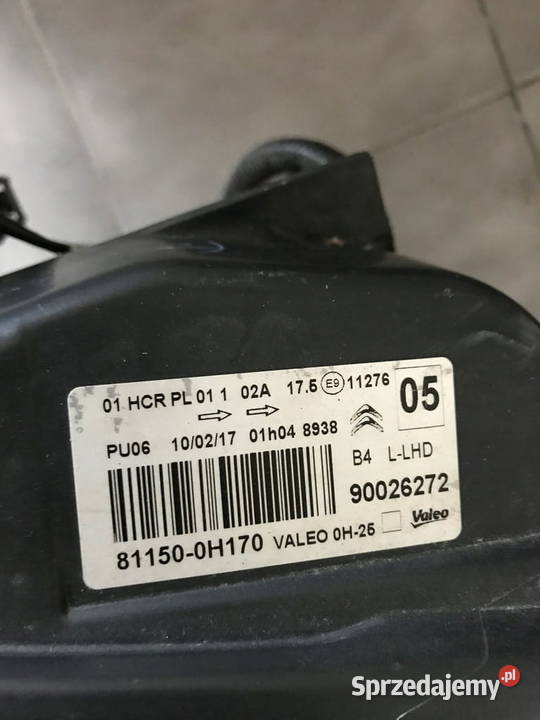 01 HCR PL 01 1 02A 17.5 E9 11276 05
PU06 10/02/17 01h04 8938
B4 L-LHD
90026272
81150-0H170 VALEO 0H-25 Valeo
Sprzedajemy.pl